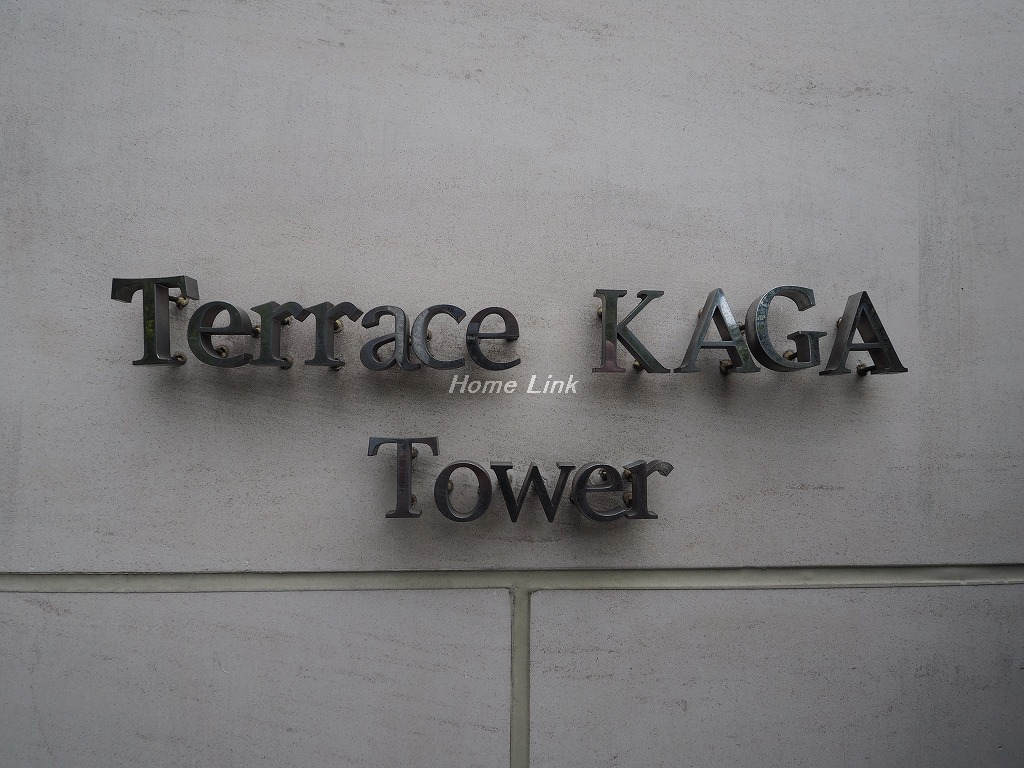 Terrace KAGA
Home Link
Tower